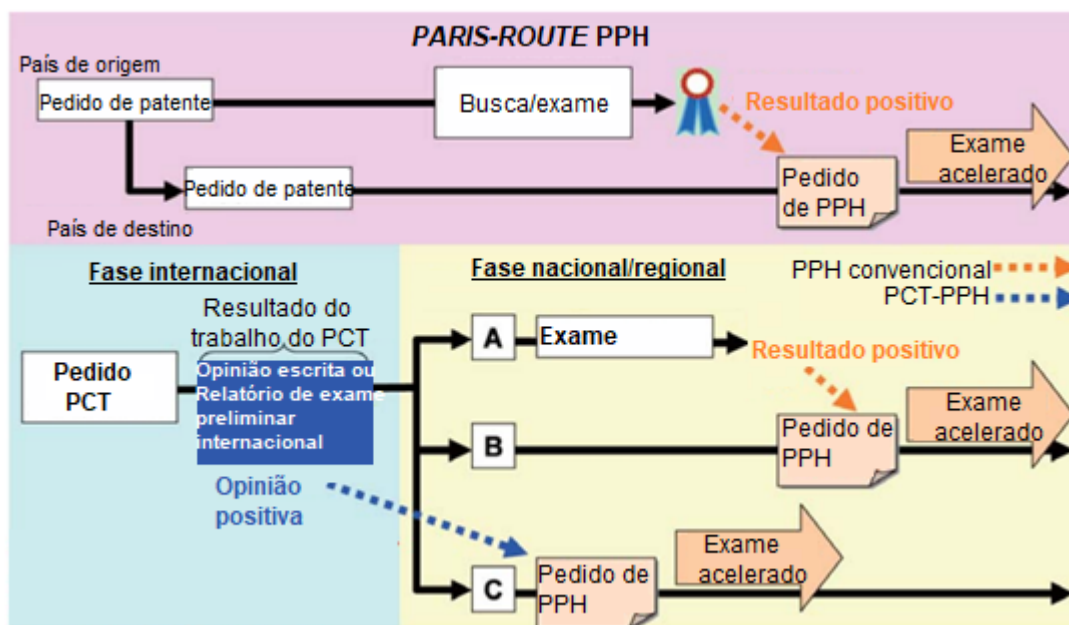 PARIS-ROUTE PPH
País de origem
Pedido de patente
Busca/exame
Resultado positivo
Exame
acelerado
Pedido de patente
Pedido
de PPH
País de destino
Fase internacional
Fase nacional/regional
PPH convencional
PCT-PPH
Resultado do
trabalho do PCT
Pedido
PCT
Opinião escrita ou
Relatório de exame
preliminar
internacional
Opinião
positiva
A
Exame
Resultado positivo
B
Pedido de
PPH
Exame
acelerado
C
Pedido de
PPH
Exame
acelerado